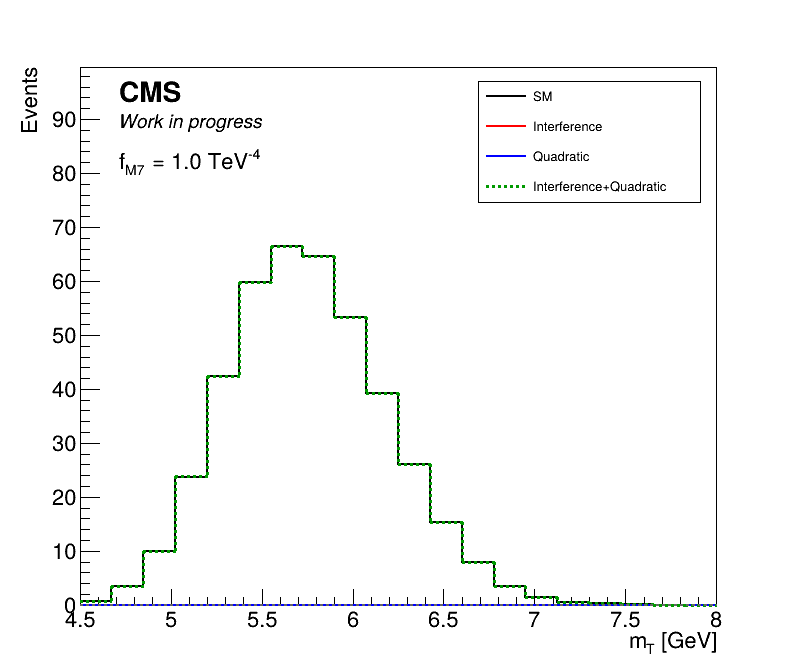 Events
CMS
Work in progress
f_M7 = 1.0 TeV^-4
SM
Interference
Quadratic
Interference+Quadratic
90
80
70
60
50
40
30
20
10
0
4.5 5 5.5 6 6.5 7 7.5 8
m_T [GeV]